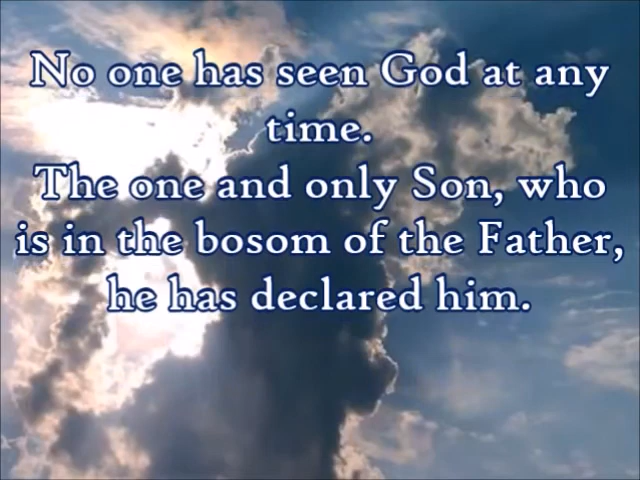 No one has seen God at any
time.
The one and only Son, who
is in the bosom of the Father,
he has declared him.